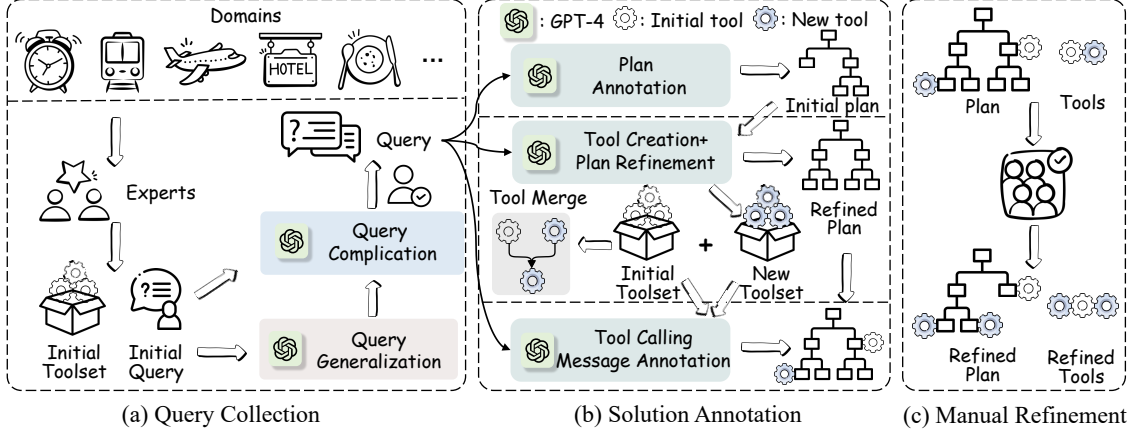 Domains
HOTEL
...
Experts
Initial
Toolset
Initial
Query
Query
Query
Complication
Query
Generalization
(a) Query Collection
: GPT-4
: Initial tool
: New tool
Plan
Annotation
Initial plan
Tool Creation+
Plan Refinement
Refined
Plan
Tool Merge
+
Initial
Toolset
New
Toolset
Tool Calling
Message Annotation
(b) Solution Annotation
Plan
Tools
Refined
Plan
Refined
Tools
(c) Manual Refinement